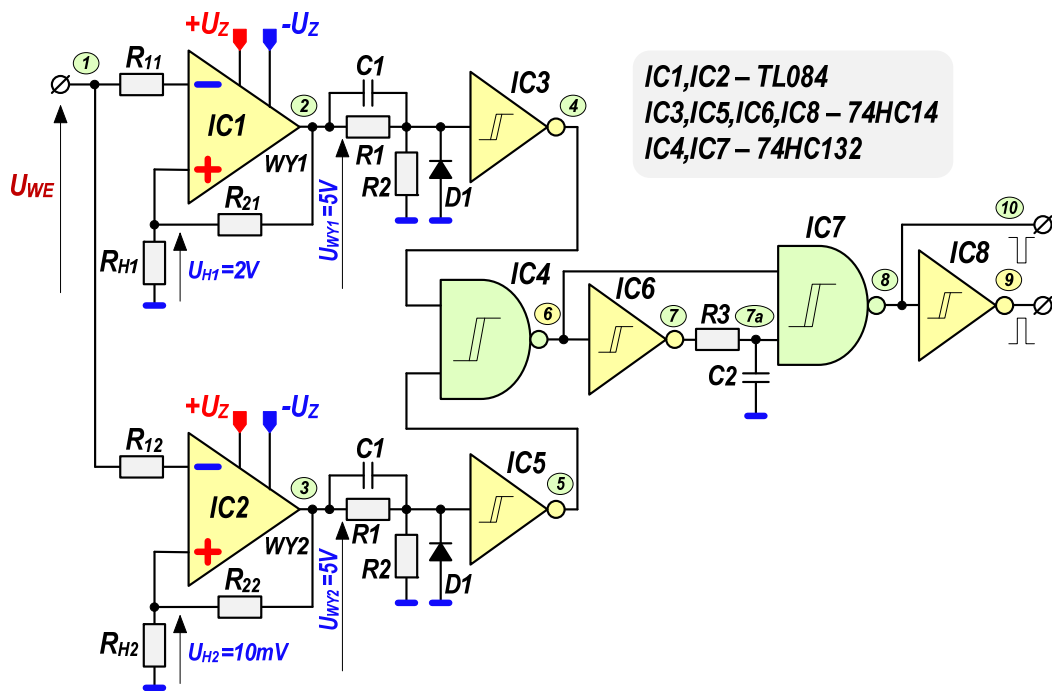 +UZ
-UZ
1
R11
IC1
2
C1
IC3
4
WY1
R1
R2
D1
UWE
R21
RH1
UH1=2V
UWY1=5V
IC1,IC2 – TL084
IC3,IC5,IC6,IC8 – 74HC14
IC4,IC7 – 74HC132
IC4
6
IC6
7
R3
7a
C2
IC7
8
10
IC8
9
+UZ
-UZ
R12
IC2
3
C1
IC5
5
WY2
R1
R2
D1
R22
RH2
UH2=10mV
UWY2=5V